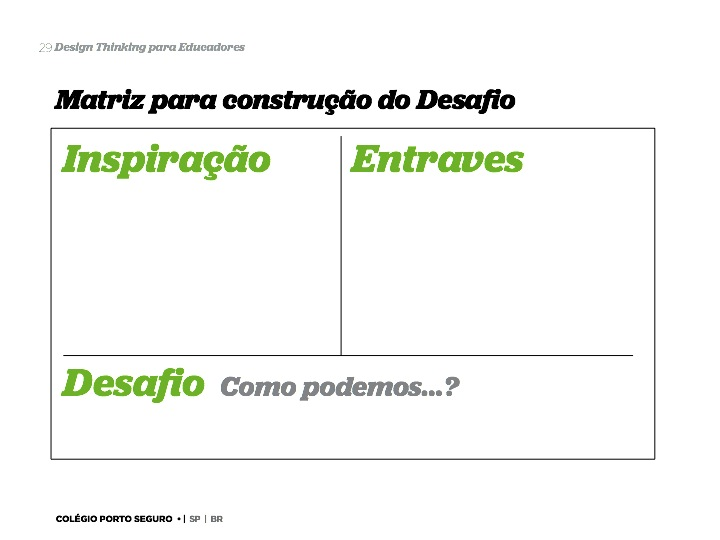 29 Design Thinking para Educadores
Matriz para construção do Desafio
Inspiração
Entraves
Desafio Como podemos...?
COLÉGIO PORTO SEGURO • | SP | BR